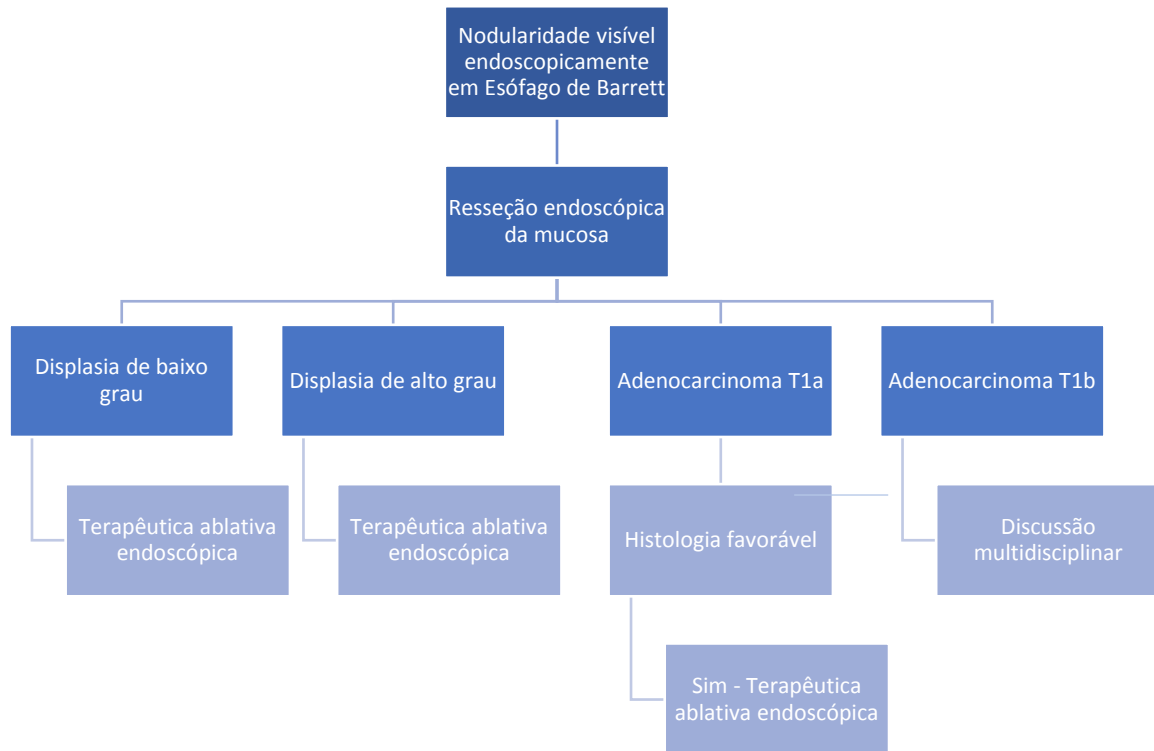 Nodularidade visível
endoscopicamente
em Esófago de Barrett
Resseção endoscópica
da mucosa
Displasia de baixo
grau
Displasia de alto grau
Adenocarcinoma T1a
Adenocarcinoma T1b
Terapêutica ablativa
endoscópica
Terapêutica ablativa
endoscópica
Histologia favorável
Discussão
multidisciplinar
Sim - Terapêutica
ablativa endoscópica